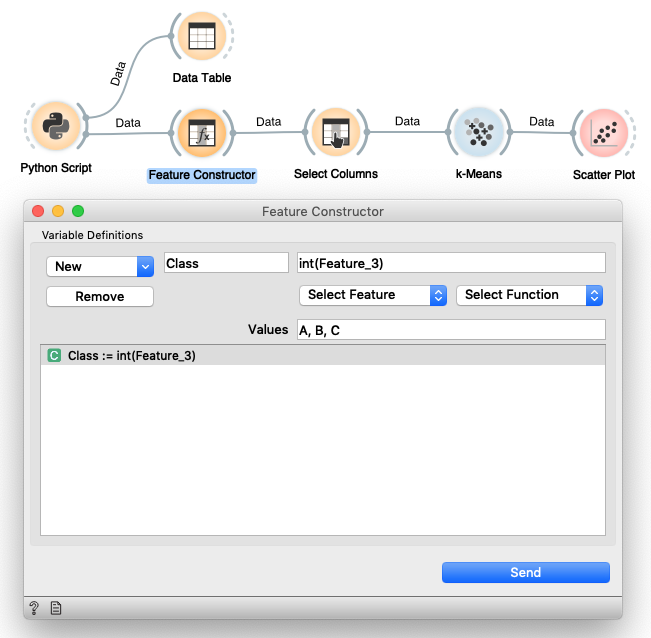 Data
Data Table
Data
Data
Data
Data
Python Script
Feature Constructor
Select Columns
k-Means
Scatter Plot
Feature Constructor
Variable Definitions
New
Class
int(Feature_3)
Remove
Select Feature
Select Function
Values
A, B, C
C Class := int(Feature_3)
Send
?